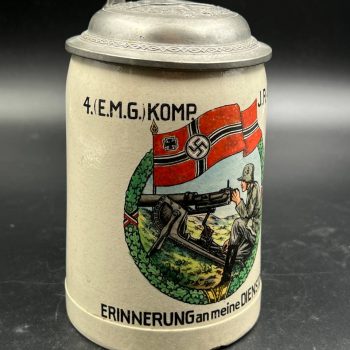 4.(E.M.G.)KOMP.
ERINNERUNG an meine